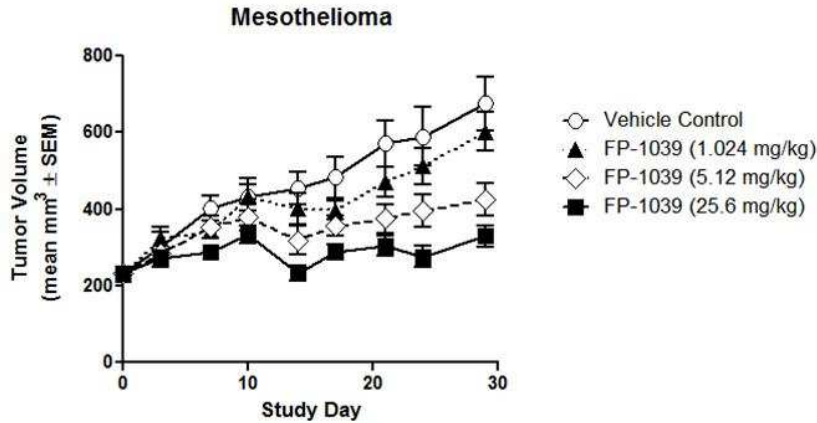 Mesothelioma
Tumor Volume
(mean mm³ ± SEM)
800
600
400
200
0
0
10
20
30
Study Day
Vehicle Control
FP-1039 (1.024 mg/kg)
FP-1039 (5.12 mg/kg)
FP-1039 (25.6 mg/kg)